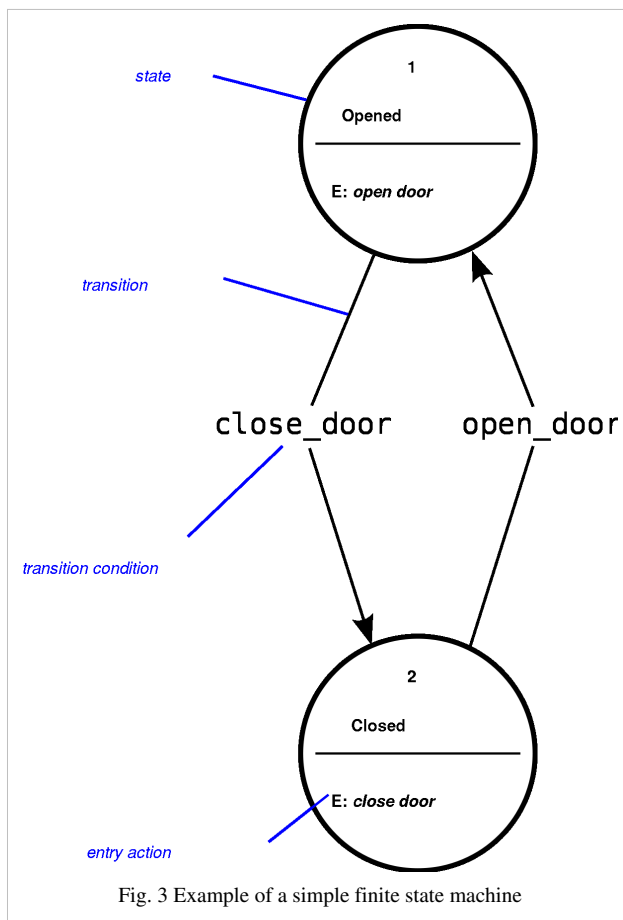 state
1
Opened
E: open door
transition
close_door
open_door
transition condition
2
Closed
E: close door
entry action
Fig. 3 Example of a simple finite state machine